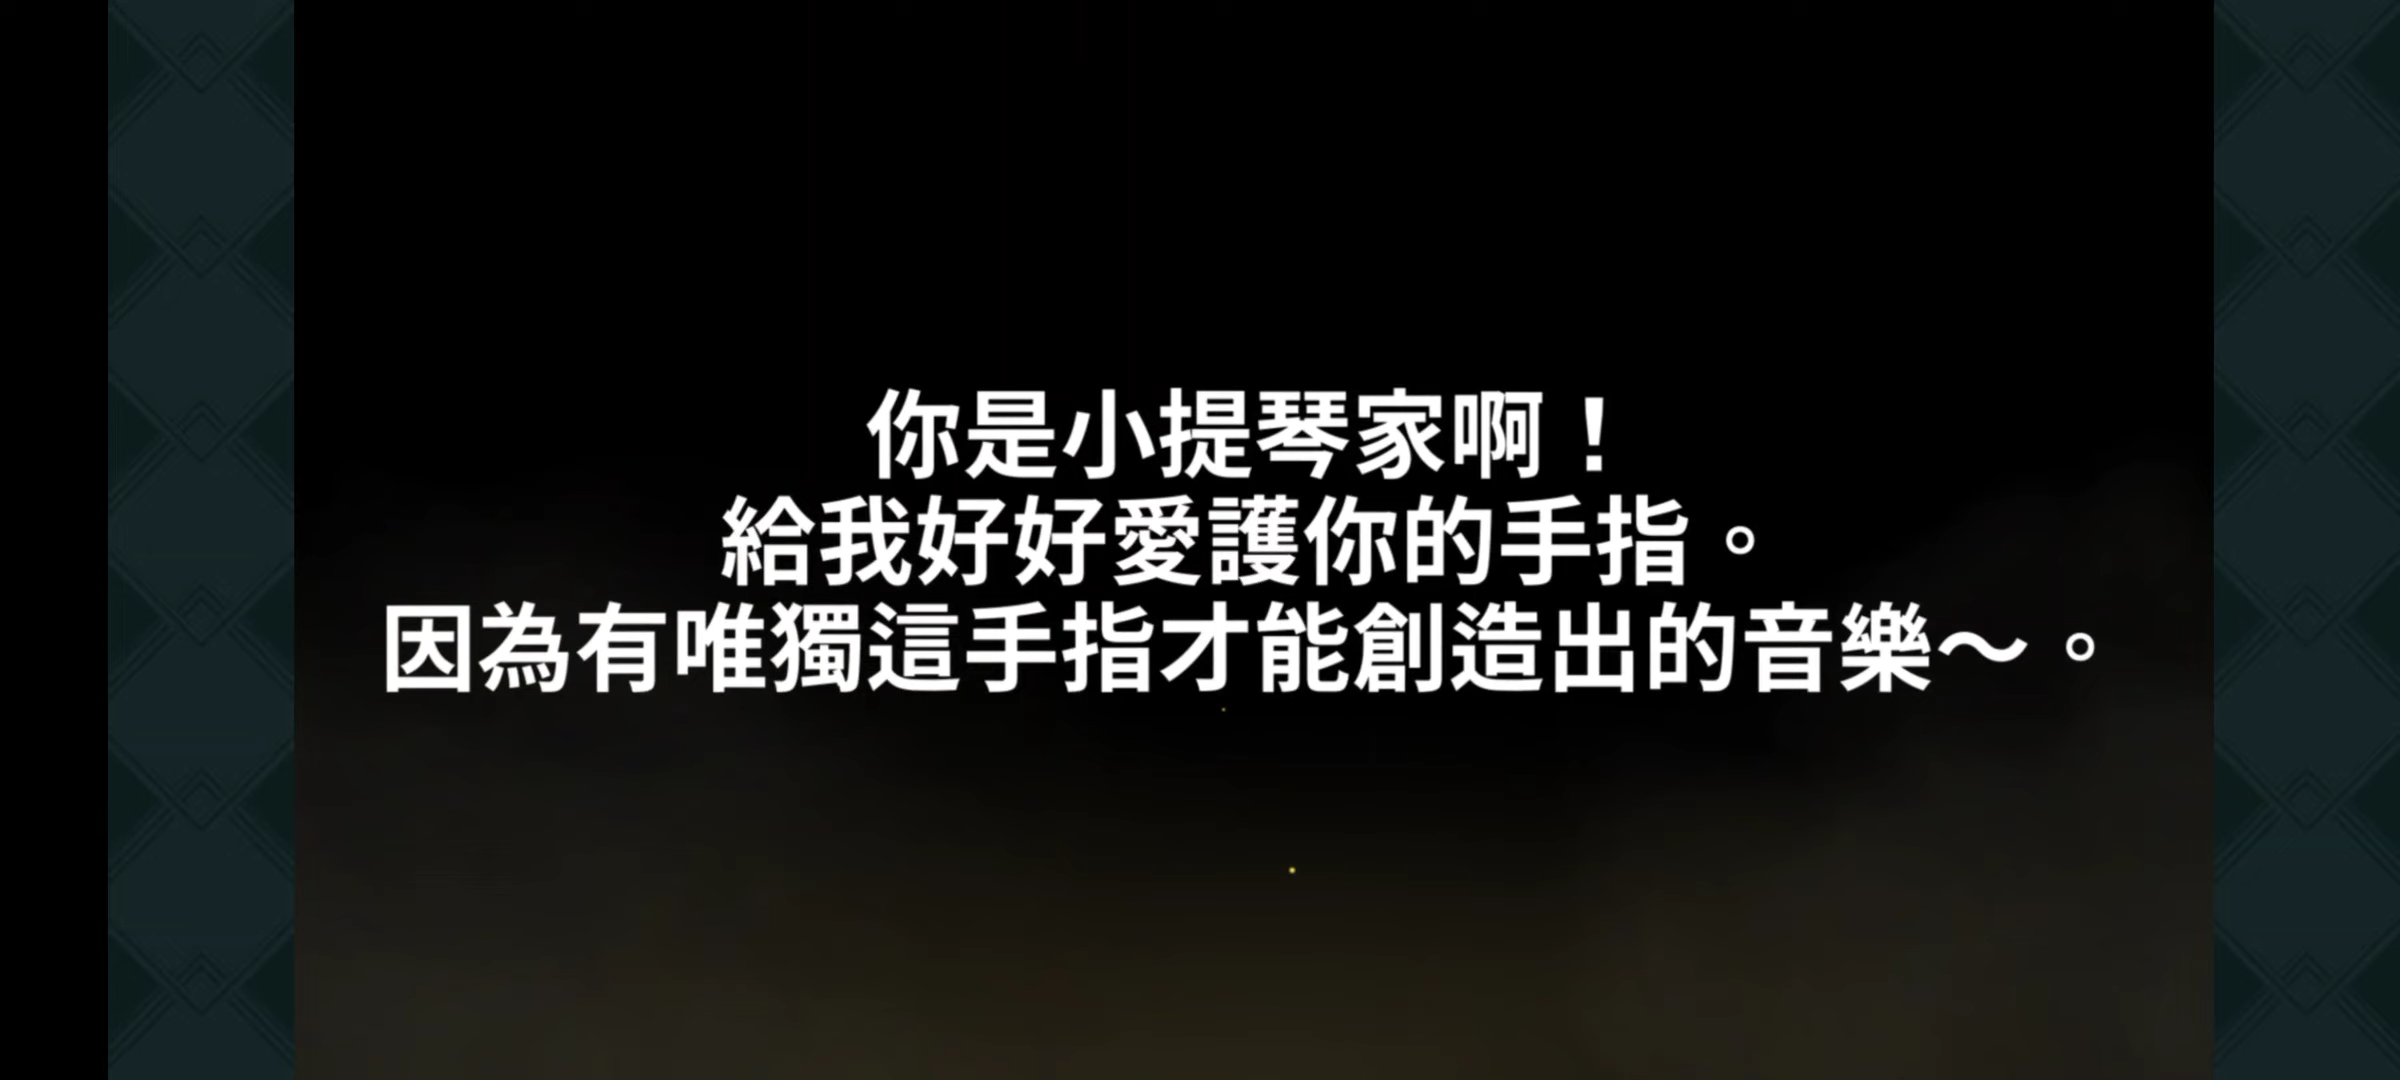 你是小提琴家啊！
給我好好愛護你的手指。
因為有唯獨這手指才能創造出的音樂～。